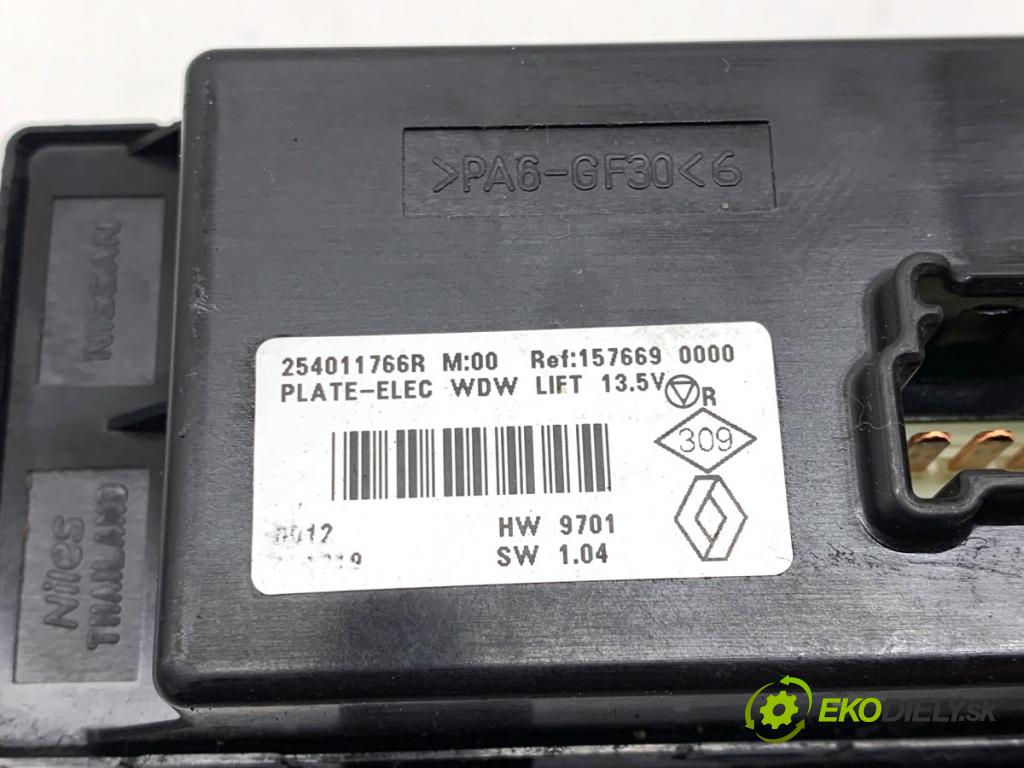 >PA6-GF30<6
NISSAN
Niles
THAILAND
254011766R M:00 Ref:157669 0000
PLATE-ELEC WDW LIFT 13.5V R
309
HW 9701
SW 1.04
EKODIELY.SK